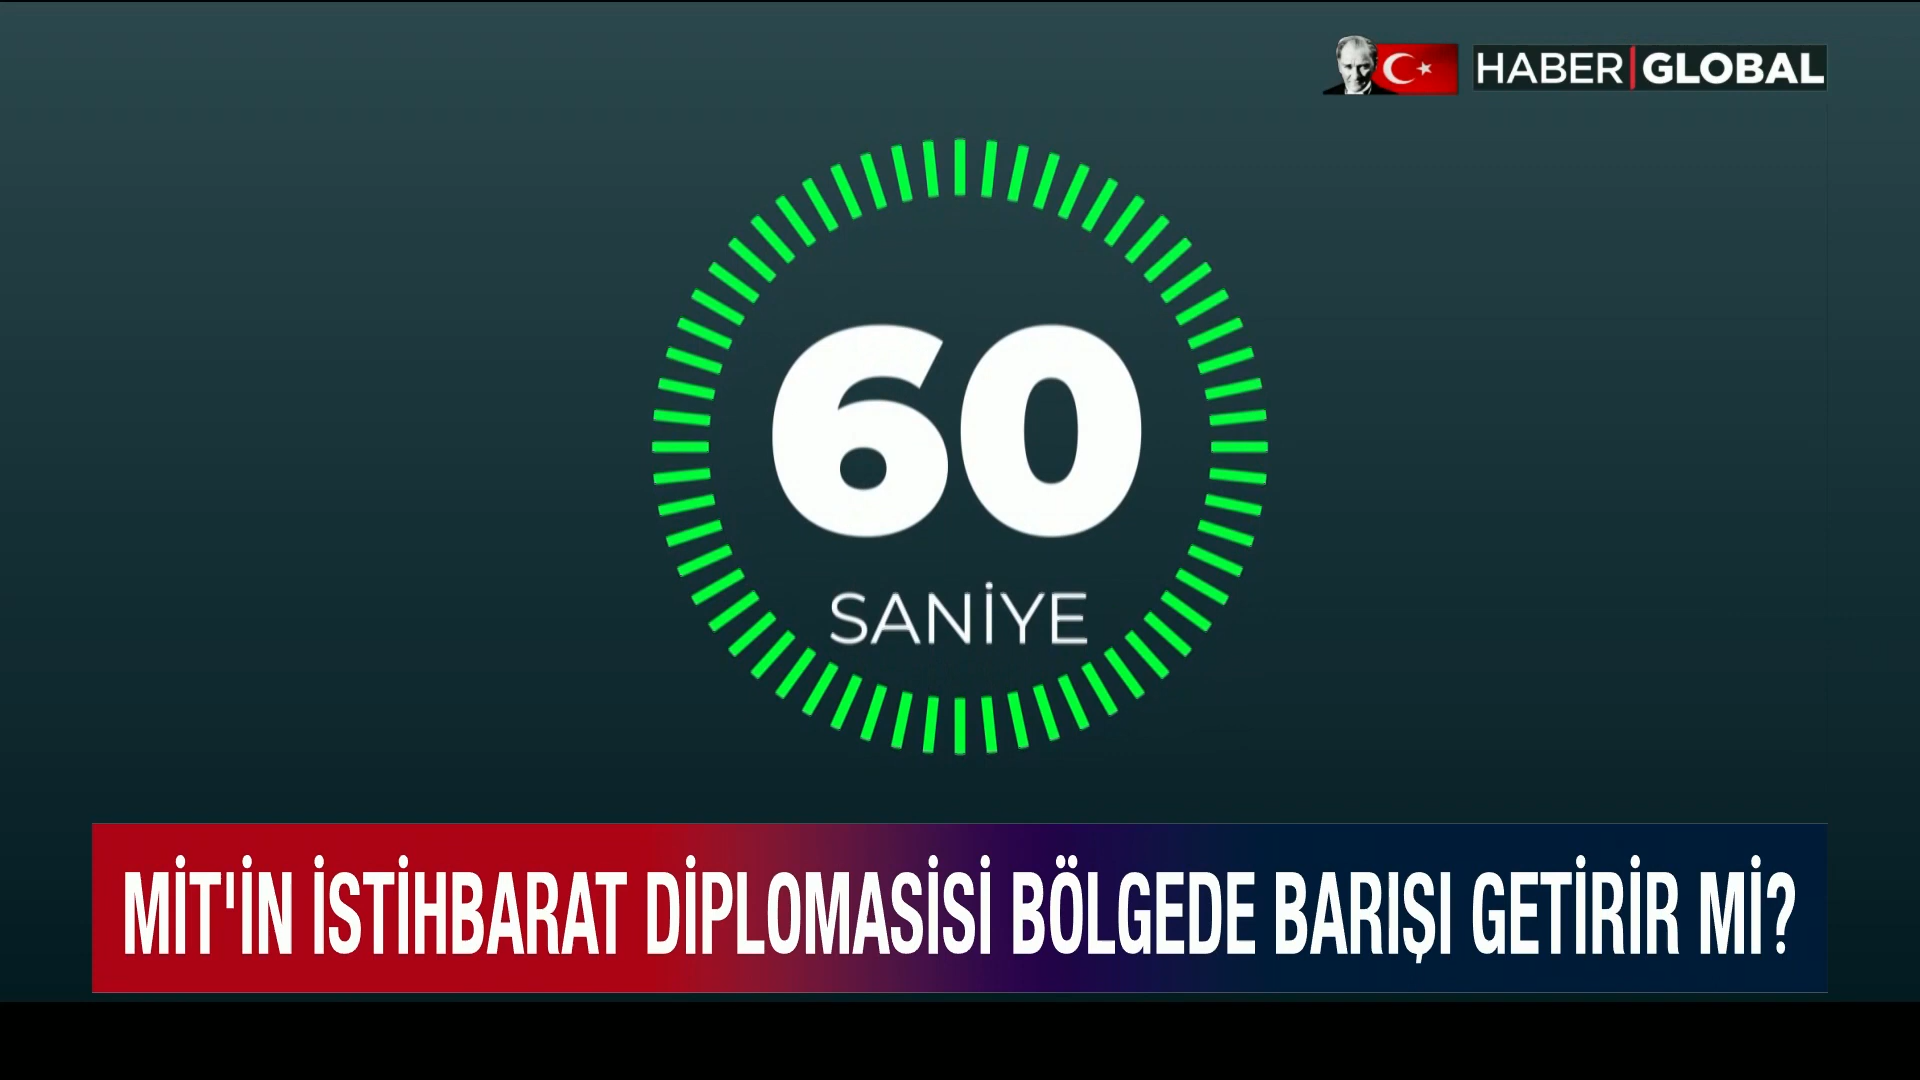 HABER GLOBAL
60
SANİYE
MİT'İN İSTİHBARAT DİPLOMASİSİ BÖLGEDE BARIŞI GETİRİR Mİ?